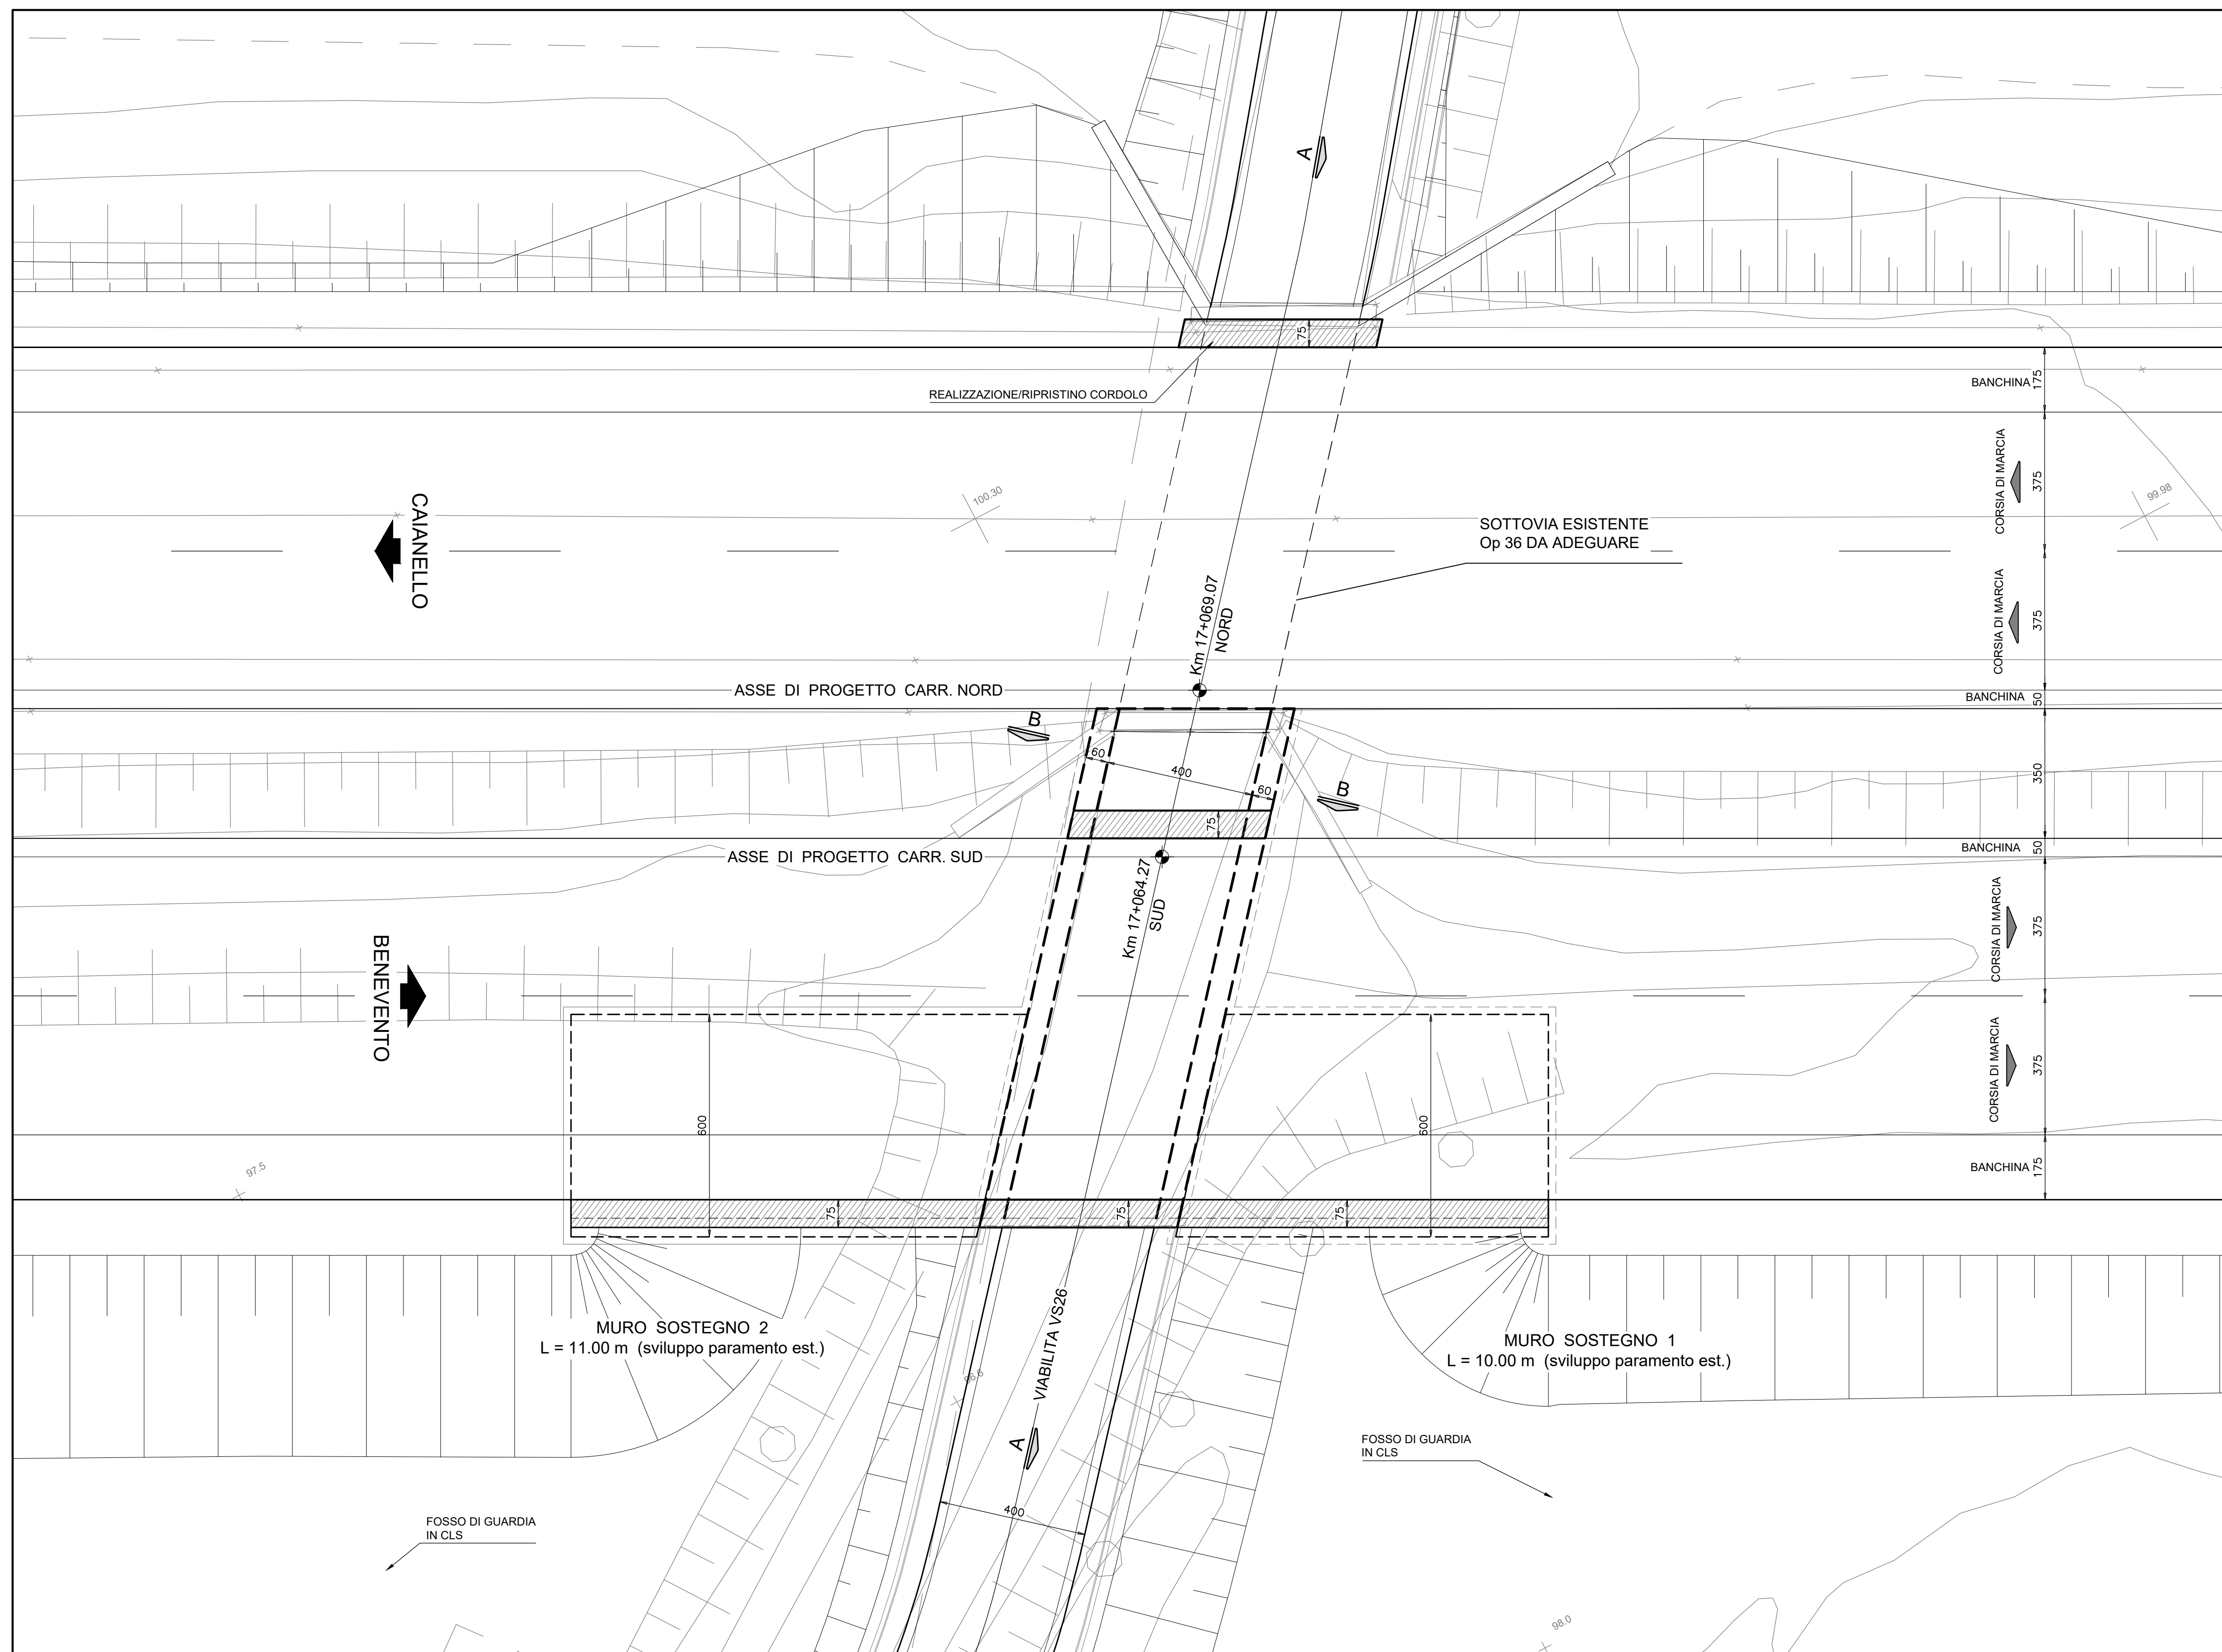 A
75
REALIZZAZIONE/RIPRISTINO CORDOLO
BANCHINA
175
CORSIA DI MARCIA
375
100.30
99.98
CAIANELLO
SOTTOVIA ESISTENTE
Op 36 DA ADEGUARE
CORSIA DI MARCIA
375
Km 17+069.07
NORD
ASSE DI PROGETTO CARR. NORD
BANCHINA
50
B
60
400
60
B
350
75
BANCHINA
50
ASSE DI PROGETTO CARR. SUD
Km 17+064.27
SUD
CORSIA DI MARCIA
375
BENEVENTO
CORSIA DI MARCIA
375
600
600
97.5
BANCHINA
175
75
75
75
MURO SOSTEGNO 2
L = 11.00 m (sviluppo paramento est.)
MURO SOSTEGNO 1
L = 10.00 m (sviluppo paramento est.)
VIABILITA VS26
A
FOSSO DI GUARDIA
IN CLS
400
FOSSO DI GUARDIA
IN CLS
98.0